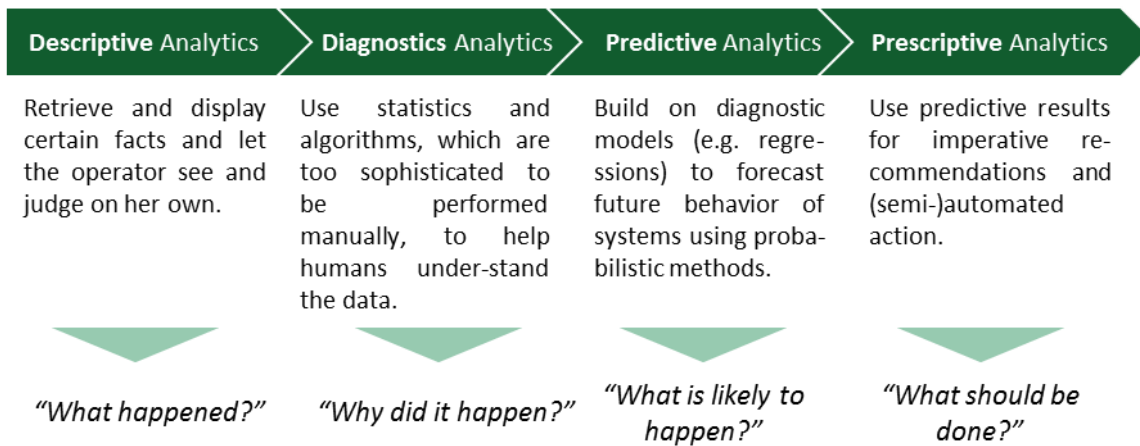 Descriptive Analytics
Diagnostics Analytics
Predictive Analytics
Prescriptive Analytics
Retrieve and display
certain facts and let
the operator see and
judge on her own.
Use statistics and
algorithms, which are
too sophisticated to
be performed
manually, to help
humans under-stand
the data.
Build on diagnostic
models (e.g. regre-
ssions) to forecast
future behavior of
systems using proba-
bilistic methods.
Use predictive results
for imperative re-
commendations and
(semi-)automated
action.
“What happened?”
“Why did it happen?”
“What is likely to
happen?”
“What should be
done?”